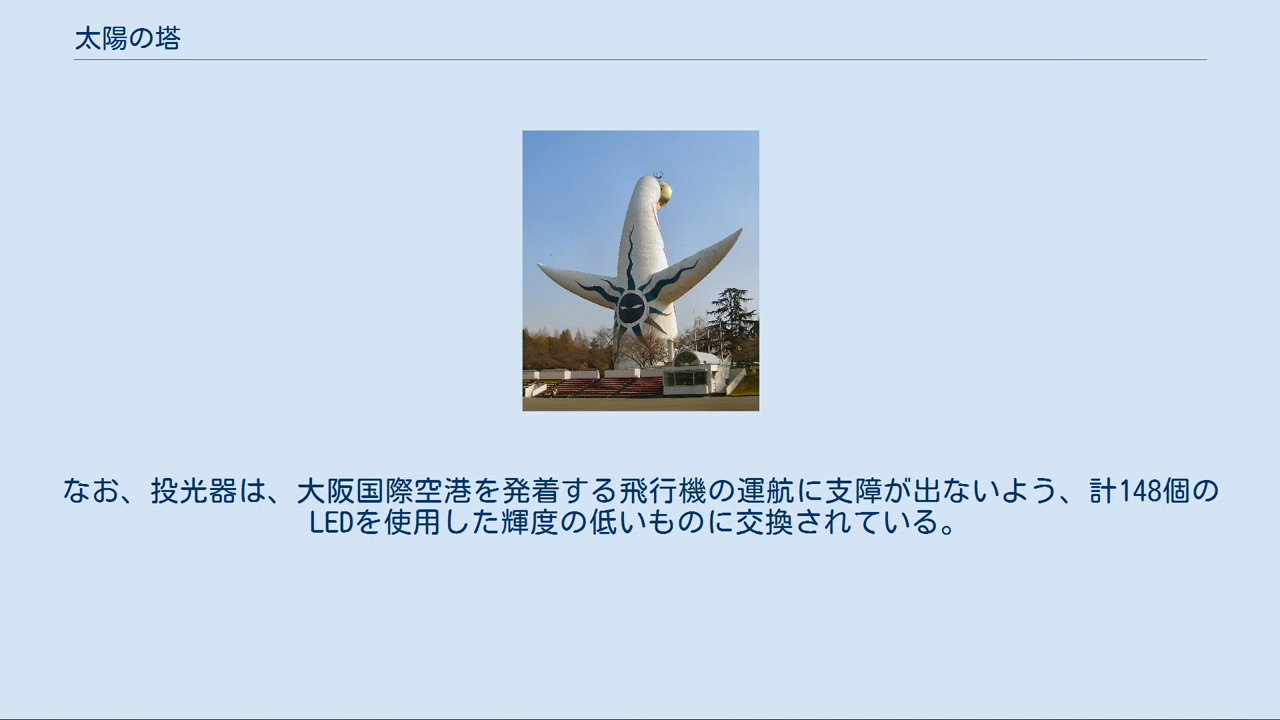 太陽の塔
なお、投光器は、大阪国際空港を発着する飛行機の運航に支障が出ないよう、計148個の
LEDを使用した輝度の低いものに交換されている。